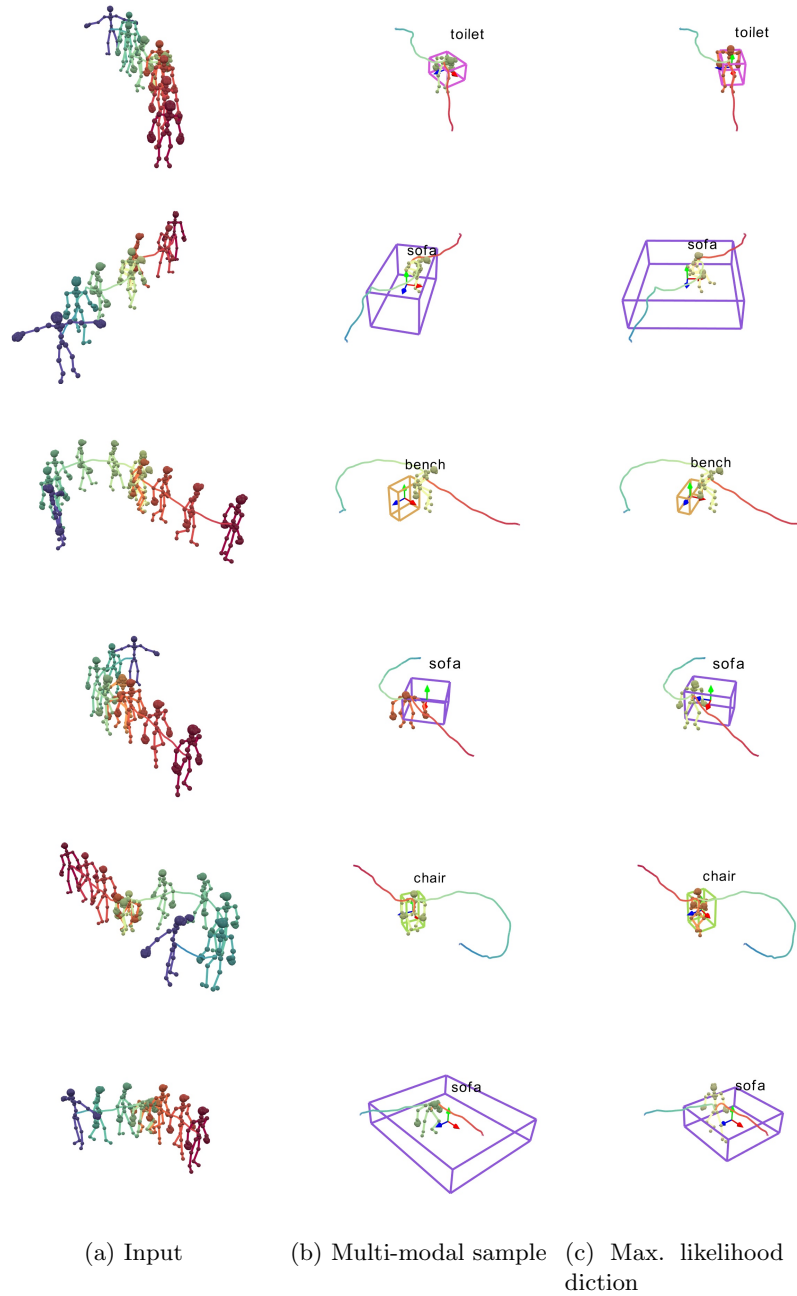 toilet toilet
sofa sofa
bench bench
sofa sofa
chair chair
sofa sofa
(a) Input (b) Multi-modal sample (c) Max. likelihood
diction